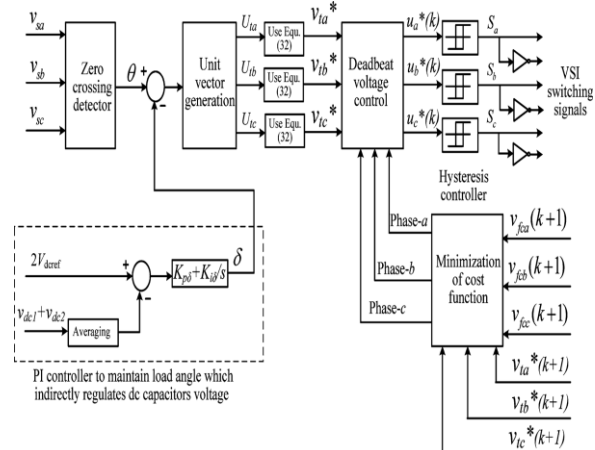 v_sa
v_sb
v_sc
Zero
crossing
detector
θ
+
-
Unit
vector
generation
U_ta
U_tb
U_tc
Use Equ.
(32)
Use Equ.
(32)
Use Equ.
(32)
v_ta*
v_tb*
v_tc*
Deadbeat
voltage
control
u_a*(k)
u_b*(k)
u_c*(k)
S_a
S_b
S_c
VSI
switching
signals
Hysteresis
controller
2V_dcref
+
-
K_pδ+K_iδ/s
δ
v_dc1+v_dc2
Averaging
PI controller to maintain load angle which
indirectly regulates dc capacitors voltage
Phase-a
Phase-b
Phase-c
Minimization
of cost
function
v_fca(k+1)
v_fcb(k+1)
v_fcc(k+1)
v_ta*(k+1)
v_tb*(k+1)
v_tc*(k+1)